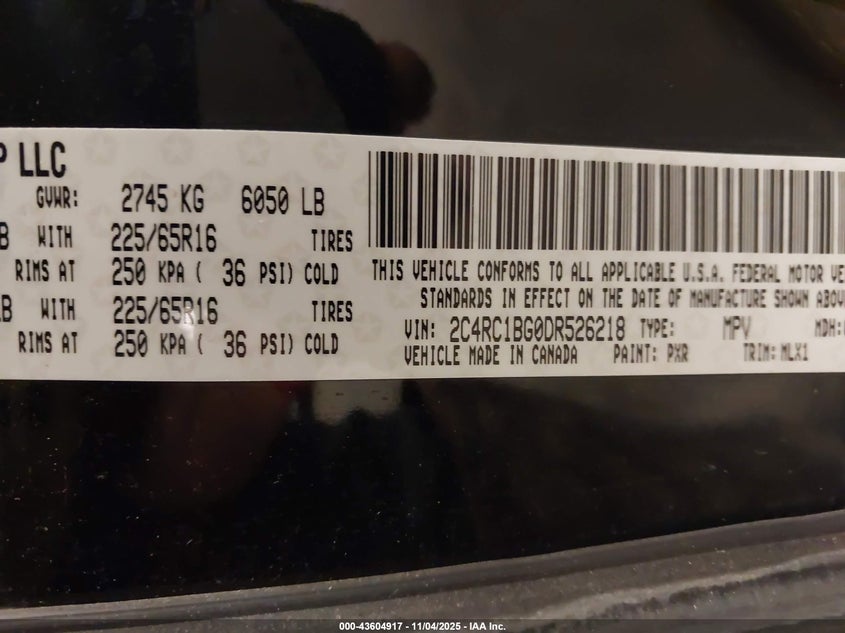 P LLC
GVWR: 2745 KG 6050 LB
B WITH 225/65R16 TIRES
RIMS AT 250 KPA ( 36 PSI) COLD
LB WITH 225/65R16 TIRES
RIMS AT 250 KPA ( 36 PSI) COLD
THIS VEHICLE CONFORMS TO ALL APPLICABLE U.S.A. FEDERAL MOTOR VE
STANDARDS IN EFFECT ON THE DATE OF MANUFACTURE SHOWN ABOV
VIN: 2C4RC1BG0DR526218 TYPE: MPV MDH:
VEHICLE MADE IN CANADA PAINT: PXR TRIM: MLX1
000-43604917 - 11/04/2025 - IAA Inc.